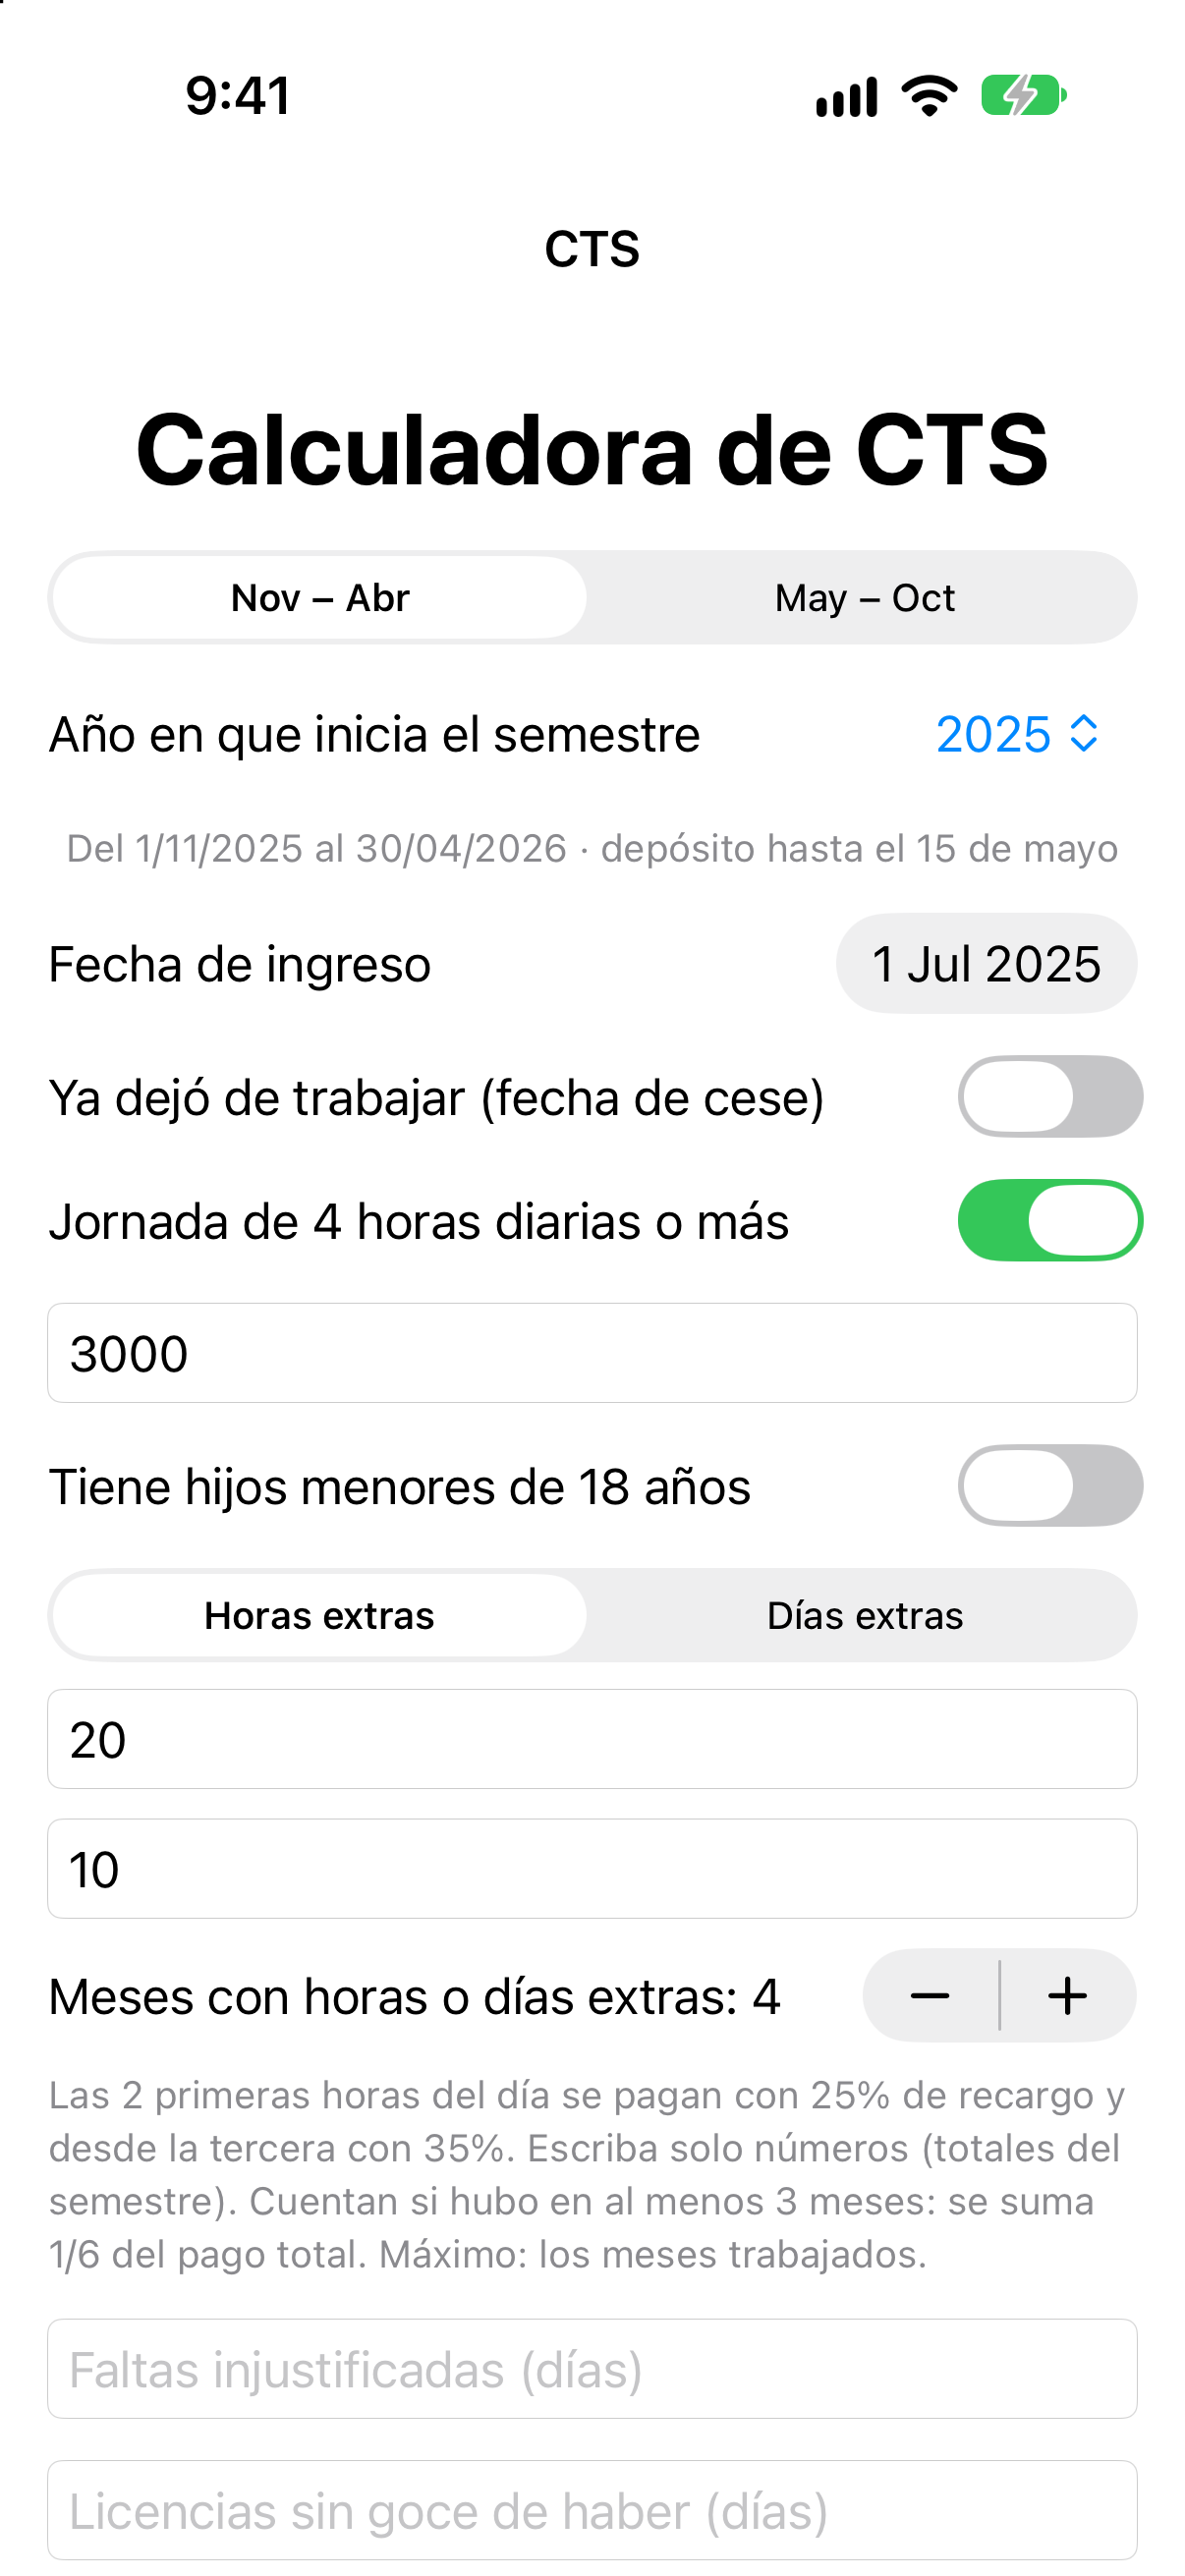 9:41
CTS
Calculadora de CTS
Nov – Abr
May – Oct
Año en que inicia el semestre
2025
Del 1/11/2025 al 30/04/2026 · depósito hasta el 15 de mayo
Fecha de ingreso
1 Jul 2025
Ya dejó de trabajar (fecha de cese)
Jornada de 4 horas diarias o más
3000
Tiene hijos menores de 18 años
Horas extras
Días extras
20
10
Meses con horas o días extras: 4
Las 2 primeras horas del día se pagan con 25% de recargo y
desde la tercera con 35%. Escriba solo números (totales del
semestre). Cuentan si hubo en al menos 3 meses: se suma
1/6 del pago total. Máximo: los meses trabajados.
Faltas injustificadas (días)
Licencias sin goce de haber (días)